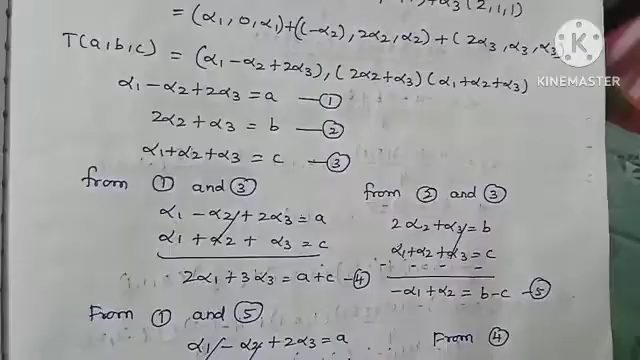 + α3(2,1,1)
= (α1, 0, α1)+((-α2), 2α2, α2) + (2α3, α3, α3)
T(a,b,c) = (α1-α2+2α3), (2α2+α3) (α1+α2+α3)
KINEMASTER
α1-α2+2α3 = a —①
2α2+α3 = b —②
α1+α2+α3 = c —③
from ① and ③
α1 - α2 + 2α3 = a
α1 + α2 + α3 = c
2α1 + 3α3 = a+c —④
from ② and ③
2α2 + α3 = b
α1+α2+α3 = c
- - - -
-α1+α2 = b-c —⑤
From ① and ⑤
α1 - α2 + 2α3 = a
From ④